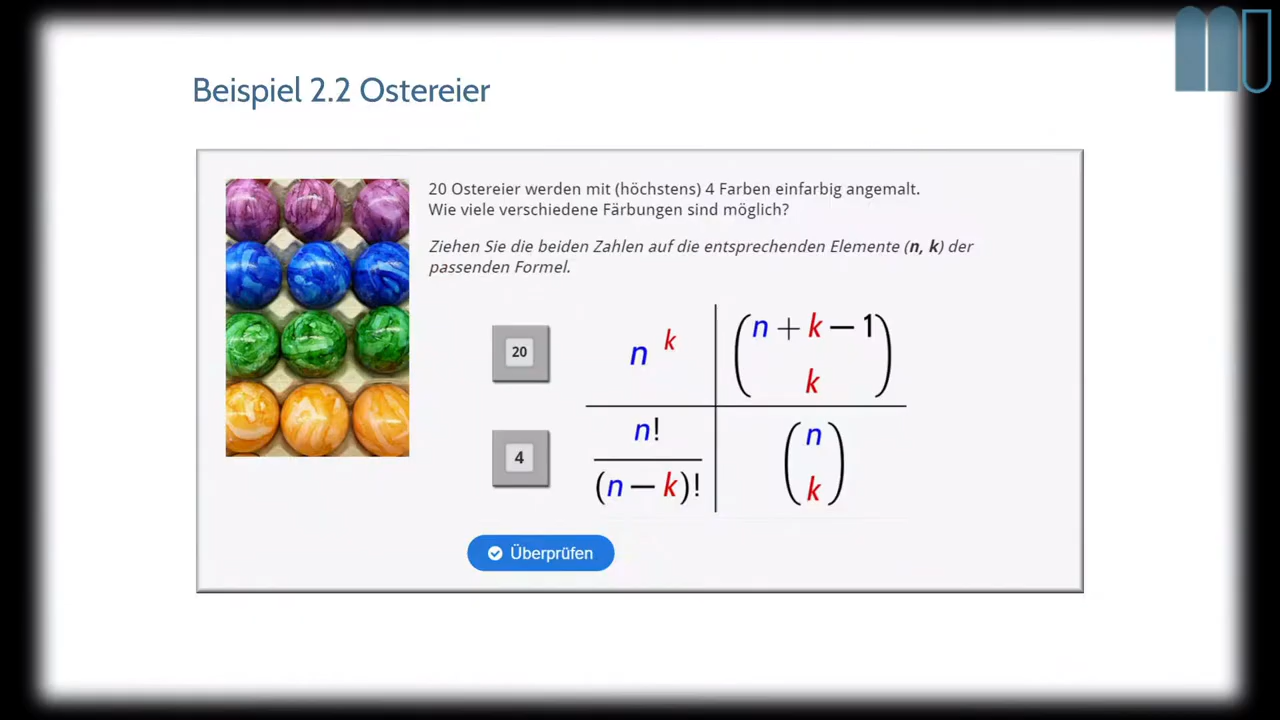 Beispiel 2.2 Ostereier
20 Ostereier werden mit (höchstens) 4 Farben einfarbig angemalt.
Wie viele verschiedene Färbungen sind möglich?
Ziehen Sie die beiden Zahlen auf die entsprechenden Elemente (n, k) der
passenden Formel.
20
n k
n + k − 1
k
4
n!
(n − k)!
n
k
Überprüfen